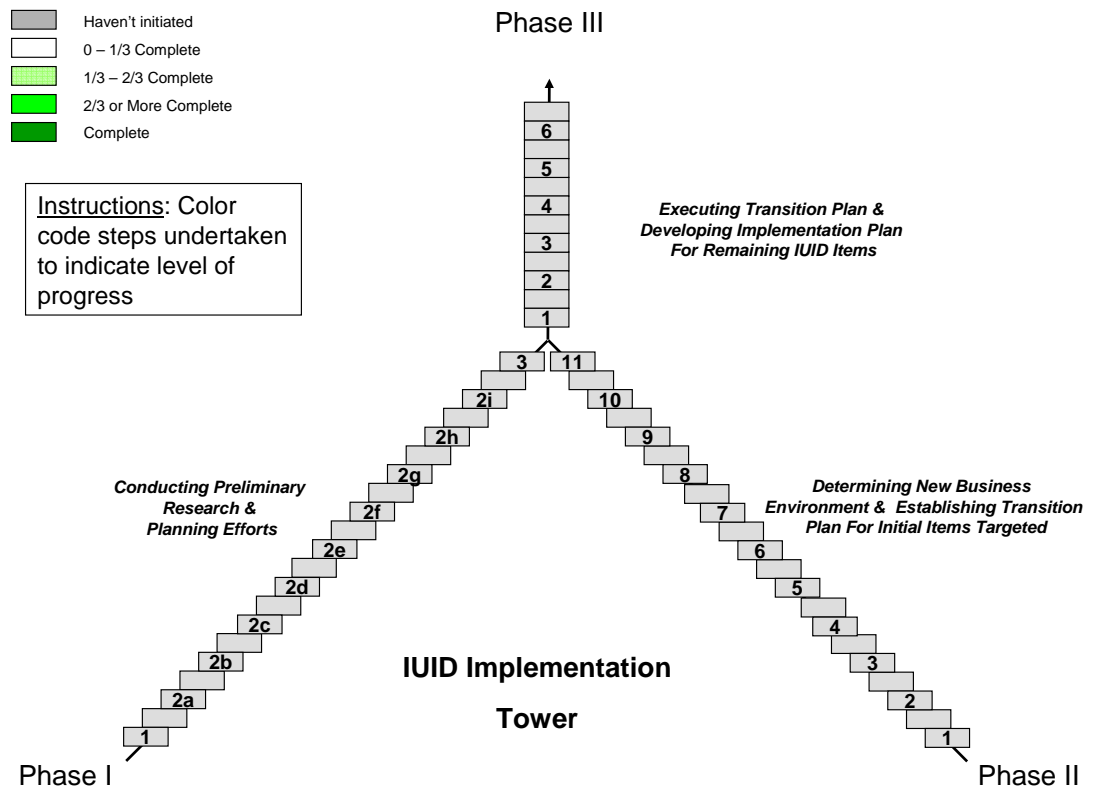 Haven't initiated
0 – 1/3 Complete
1/3 – 2/3 Complete
2/3 or More Complete
Complete
Phase III
Instructions: Color
code steps undertaken
to indicate level of
progress
6
5
4
3
2
1
Executing Transition Plan &
Developing Implementation Plan
For Remaining IUID Items
3
2i
2h
2g
2f
2e
2d
2c
2b
2a
1
Conducting Preliminary
Research &
Planning Efforts
11
10
9
8
7
6
5
4
3
2
1
Determining New Business
Environment & Establishing Transition
Plan For Initial Items Targeted
IUID Implementation
Tower
Phase I
Phase II